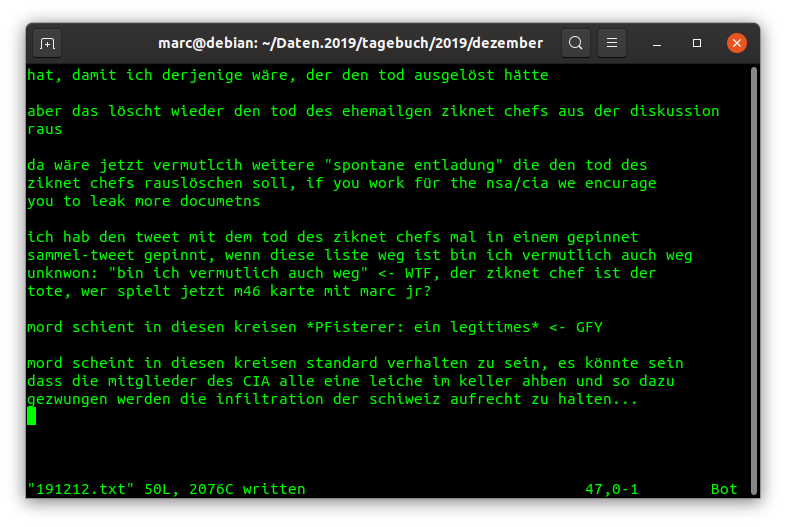 marc@debian: ~/Daten.2019/tagebuch/2019/dezember
hat, damit ich derjenige wäre, der den tod ausgelöst hätte
aber das löscht wieder den tod des ehemailgen ziknet chefs aus der diskussion
raus
da wäre jetzt vermutlcih weitere "spontane entladung" die den tod des
ziknet chefs rauslöschen soll, if you work für the nsa/cia we encurage
you to leak more documetns
ich hab den tweet mit dem tod des ziknet chefs mal in einem gepinnet
sammel-tweet gepinnt, wenn diese liste weg ist bin ich vermutlich auch weg
unknwon: "bin ich vermutlich auch weg" <- WTF, der ziknet chef ist der
tote, wer spielt jetzt m46 karte mit marc jr?
mord schient in diesen kreisen *PFisterer: ein legitimes* <- GFY
mord scheint in diesen kreisen standard verhalten zu sein, es könnte sein
dass die mitglieder des CIA alle eine leiche im keller ahben und so dazu
gezwungen werden die infiltration der schiweiz aufrecht zu halten...
"191212.txt" 50L, 2076C written 47,0-1 Bot